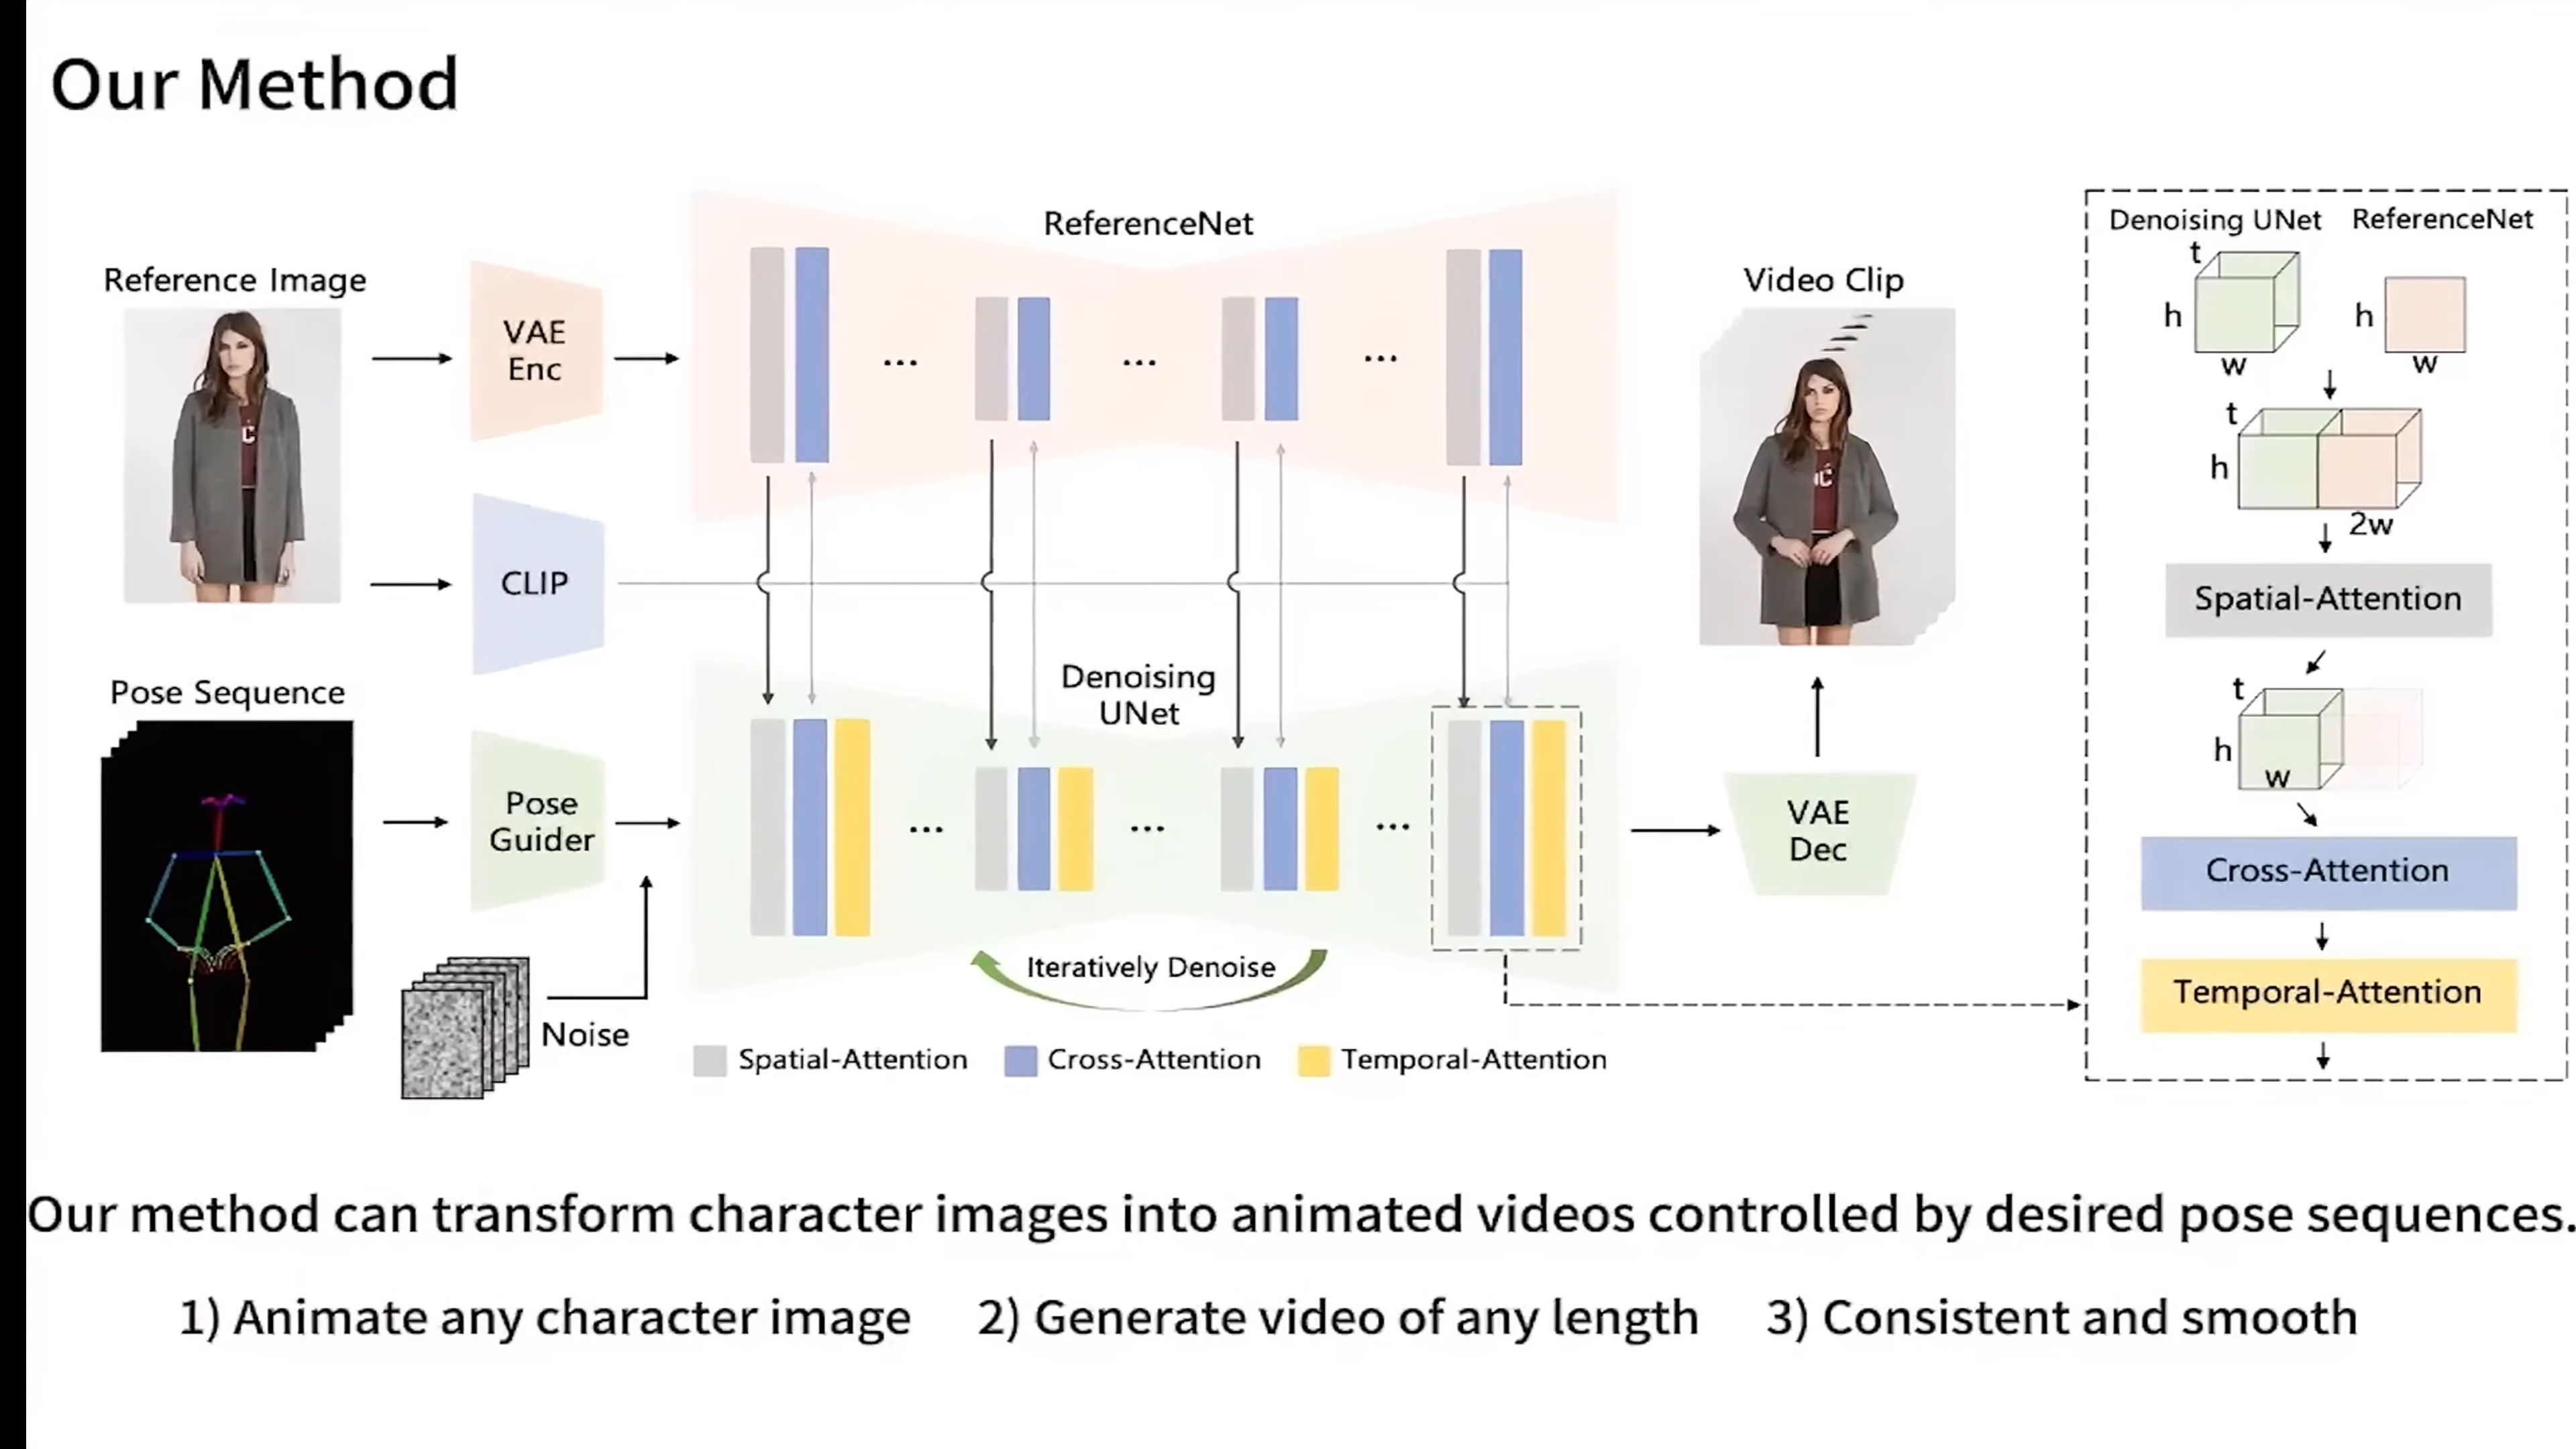 Our Method
ReferenceNet
Reference Image
VAE
Enc
CLIP
Pose Sequence
Pose
Guider
Noise
Denoising
UNet
Iteratively Denoise
Spatial-Attention
Cross-Attention
Temporal-Attention
Video Clip
VAE
Dec
Denoising UNet
ReferenceNet
t
h
w
h
w
t
h
2w
Spatial-Attention
t
h
w
Cross-Attention
Temporal-Attention
Our method can transform character images into animated videos controlled by desired pose sequences.
1) Animate any character image
2) Generate video of any length
3) Consistent and smooth